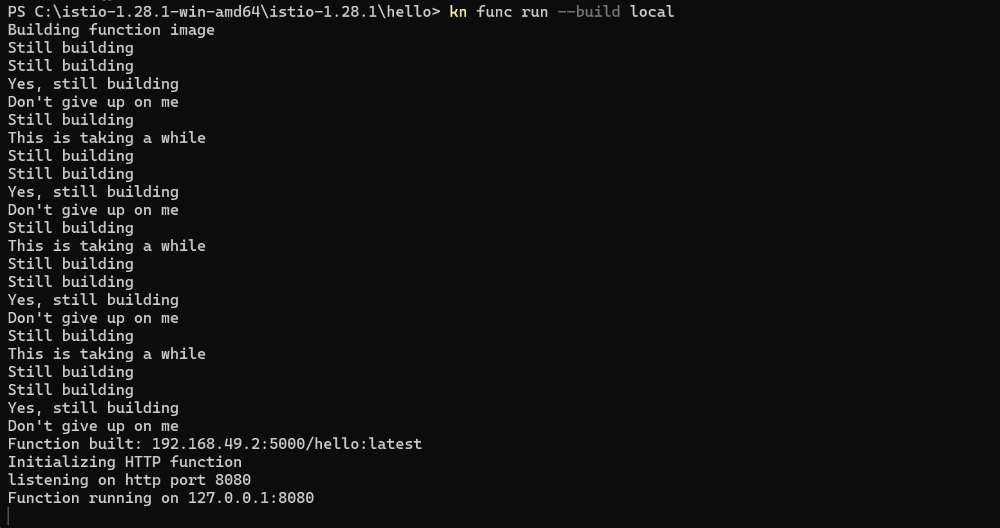 PS C:\istio-1.28.1-win-amd64\istio-1.28.1\hello> kn func run --build local
Building function image
Still building
Still building
Yes, still building
Don't give up on me
Still building
This is taking a while
Still building
Still building
Yes, still building
Don't give up on me
Still building
This is taking a while
Still building
Still building
Yes, still building
Don't give up on me
Still building
This is taking a while
Still building
Still building
Yes, still building
Don't give up on me
Function built: 192.168.49.2:5000/hello:latest
Initializing HTTP function
listening on http port 8080
Function running on 127.0.0.1:8080